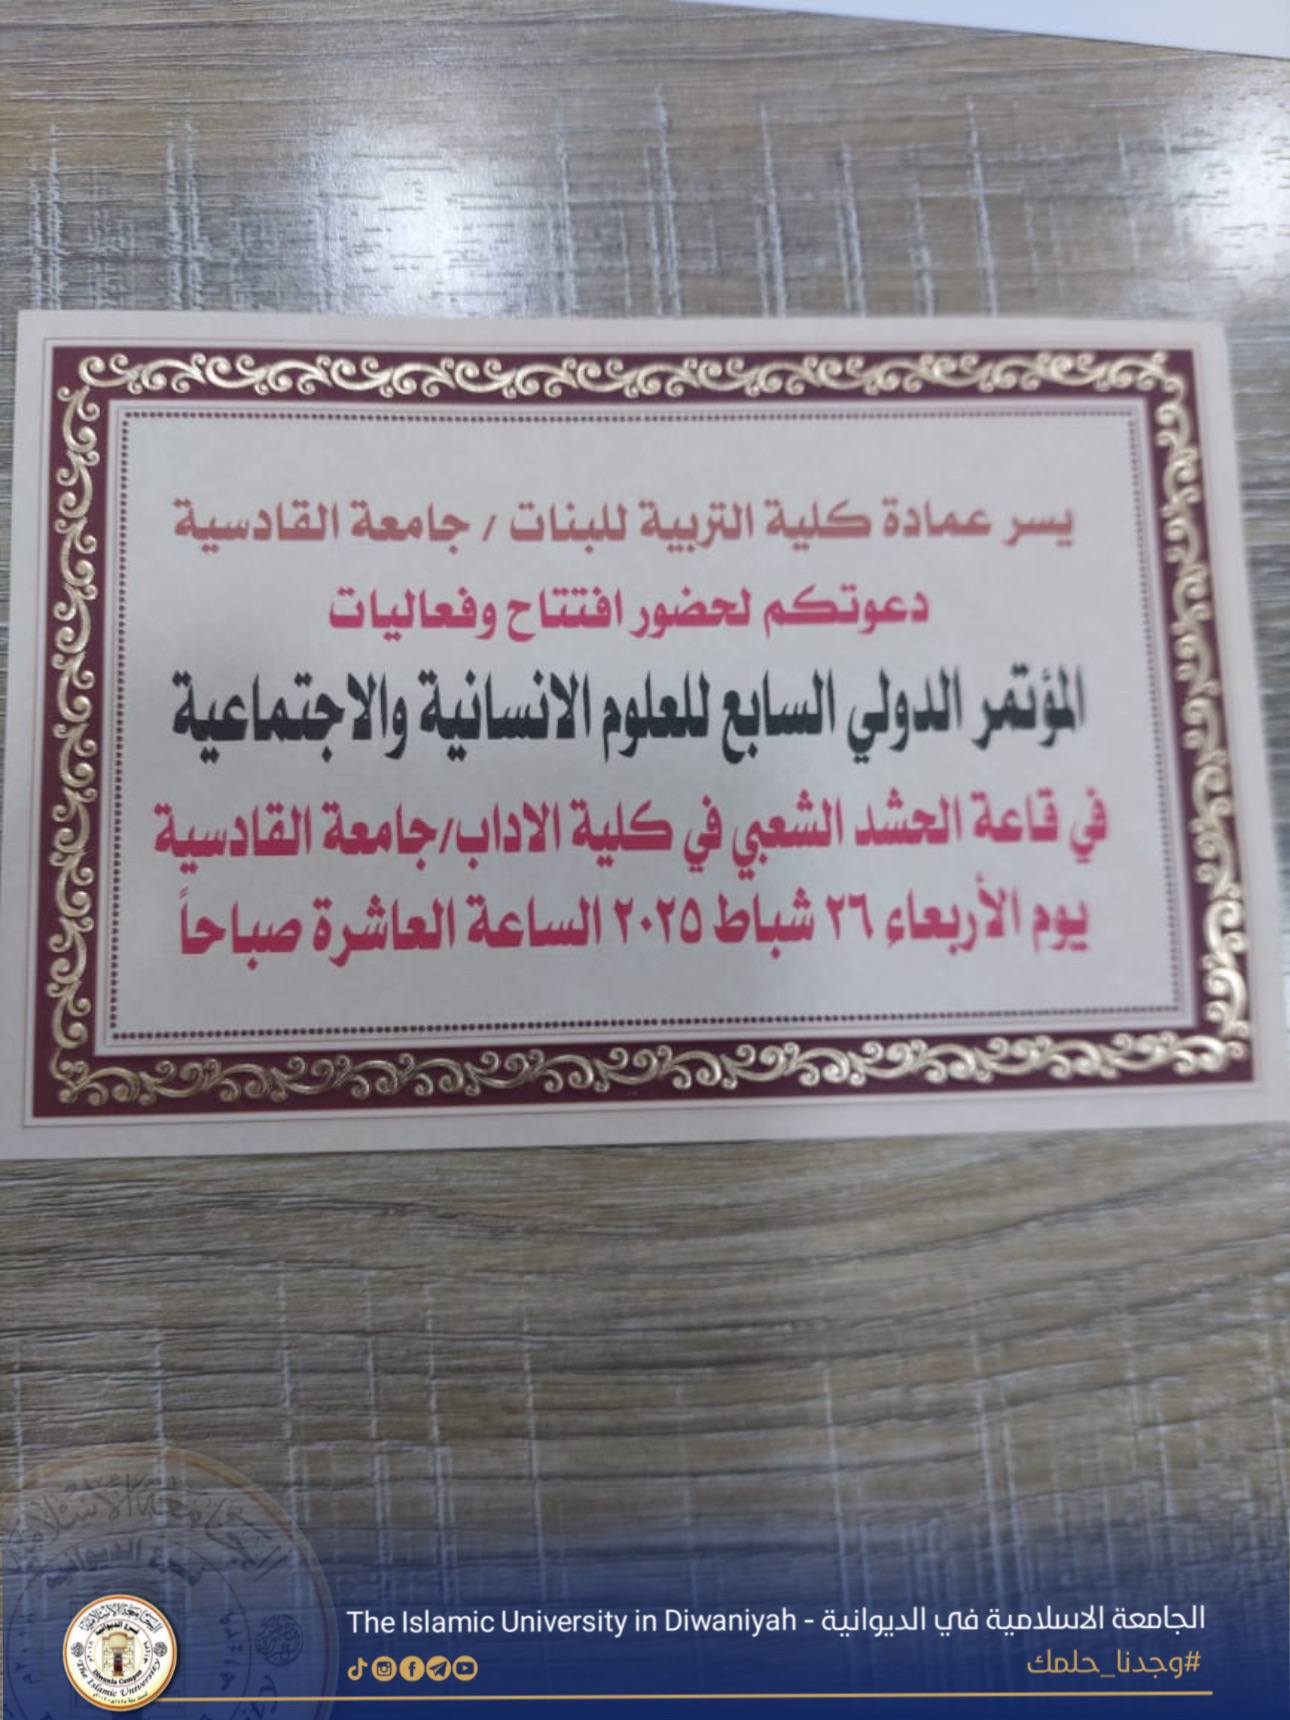 يسر عمادة كلية التربية للبنات / جامعة القادسية
دعوتكم لحضور افتتاح وفعاليات
المؤتمر الدولي السابع للعلوم الانسانية والاجتماعية
في قاعة الحشد الشعبي في كلية الاداب/جامعة القادسية
يوم الأربعاء ٢٦ شباط ٢٠٢٥ الساعة العاشرة صباحاً
الجامعة الاسلامية في الديوانية - The Islamic University in Diwaniyah
#وجدنا_حلمك